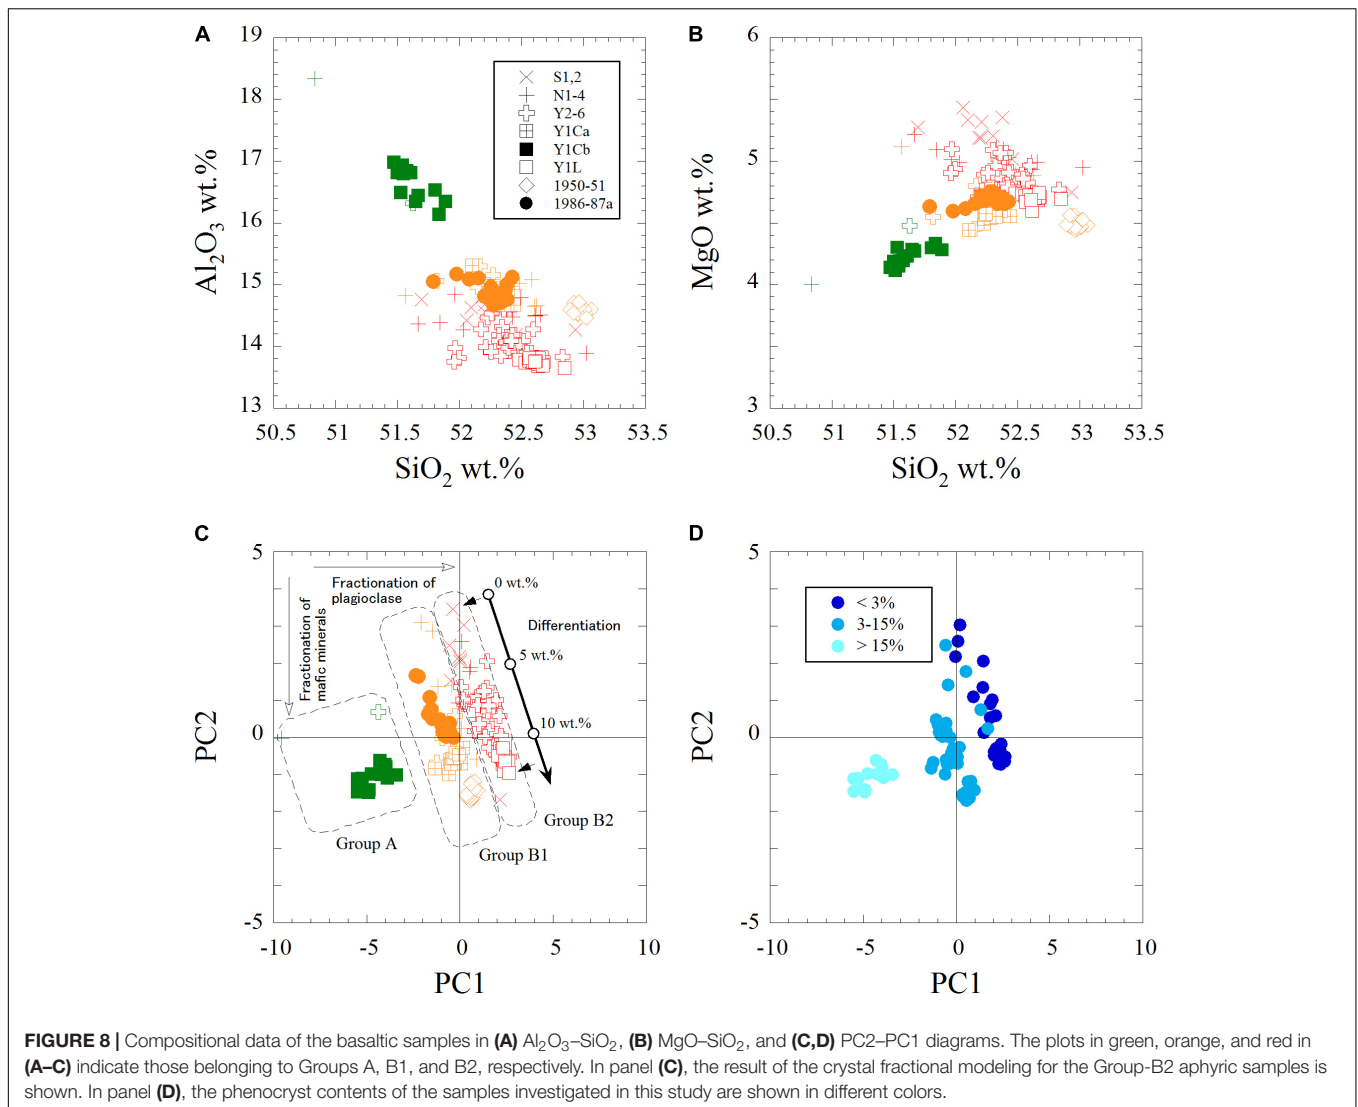 A
19
18
17
16
15
14
13
Al2O3 wt.%
50.5 51 51.5 52 52.5 53 53.5
SiO2 wt.%
S1,2
N1-4
Y2-6
Y1Ca
Y1Cb
Y1L
1950-51
1986-87a
B
6
5
4
3
MgO wt.%
50.5 51 51.5 52 52.5 53 53.5
SiO2 wt.%
C
5
0
-5
PC2
-10 -5 0 5 10
PC1
Fractionation of
plagioclase
Fractionation of
mafic minerals
0 wt.%
Differentiation
5 wt.%
10 wt.%
Group A
Group B1
Group B2
D
5
0
-5
PC2
-10 -5 0 5 10
PC1
< 3%
3-15%
> 15%
FIGURE 8 | Compositional data of the basaltic samples in (A) Al2O3–SiO2, (B) MgO–SiO2, and (C,D) PC2–PC1 diagrams. The plots in green, orange, and red in
(A–C) indicate those belonging to Groups A, B1, and B2, respectively. In panel (C), the result of the crystal fractional modeling for the Group-B2 aphyric samples is
shown. In panel (D), the phenocryst contents of the samples investigated in this study are shown in different colors.